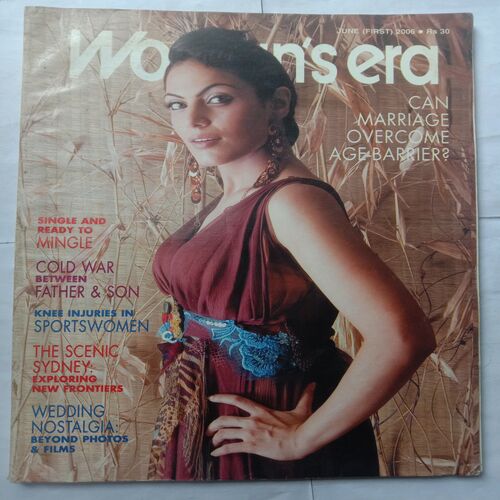 JUNE (FIRST) 2006 ● Rs 30
Woman's era
CAN
MARRIAGE
OVERCOME
AGE-BARRIER?
SINGLE AND
READY TO
MINGLE
COLD WAR
BETWEEN
FATHER & SON
KNEE INJURIES IN
SPORTSWOMEN
THE SCENIC
SYDNEY:
EXPLORING
NEW FRONTIERS
WEDDING
NOSTALGIA:
BEYOND PHOTOS
& FILMS